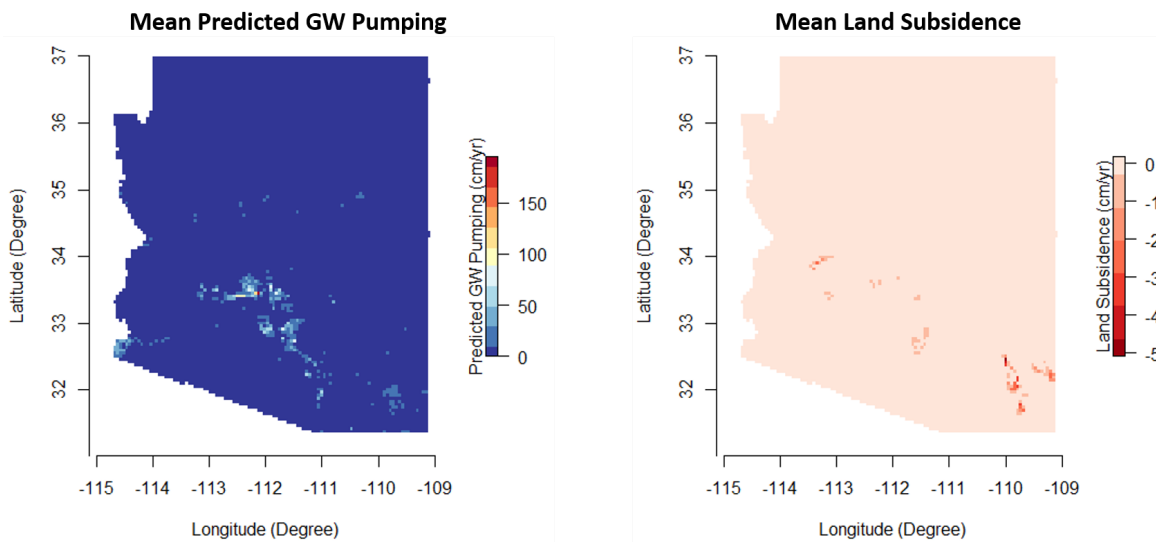 Mean Predicted GW Pumping
Latitude (Degree)
37
36
35
34
33
32
-115 -114 -113 -112 -111 -110 -109
Longitude (Degree)
Predicted GW Pumping (cm/yr)
150
100
50
0
Mean Land Subsidence
Latitude (Degree)
37
36
35
34
33
32
-115 -114 -113 -112 -111 -110 -109
Longitude (Degree)
Land Subsidence (cm/yr)
0
-1
-2
-3
-4
-5